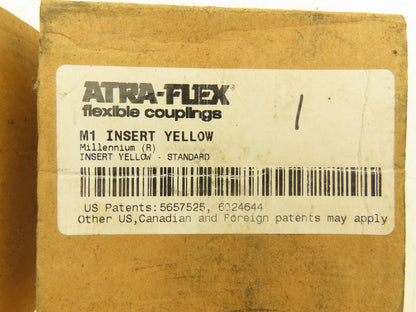 ATRA-FLEX®
flexible couplings
1
M1 INSERT YELLOW
Millennium (R)
INSERT YELLOW - STANDARD
US Patents:5657525, 6024644
Other US,Canadian and Foreign patents may apply